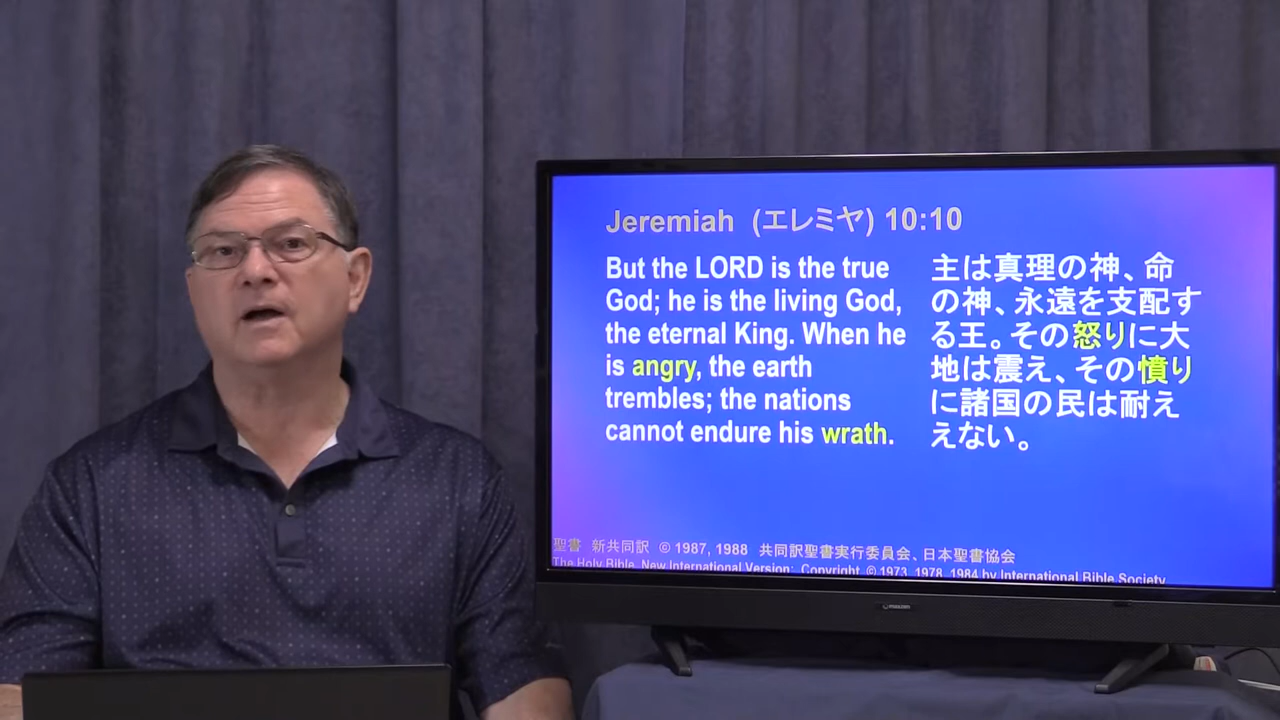 Jeremiah (エレミヤ) 10:10
But the LORD is the true
God; he is the living God,
the eternal King. When he
is angry, the earth
trembles; the nations
cannot endure his wrath.
主は真理の神、命
の神、永遠を支配す
る王。その怒りに大
地は震え、その憤り
に諸国の民は耐え
えない。
聖書 新共同訳 © 1987, 1988 共同訳聖書実行委員会、日本聖書協会
The Holy Bible, New International Version; Copyright © 1973, 1978, 1984 by International Bible Society